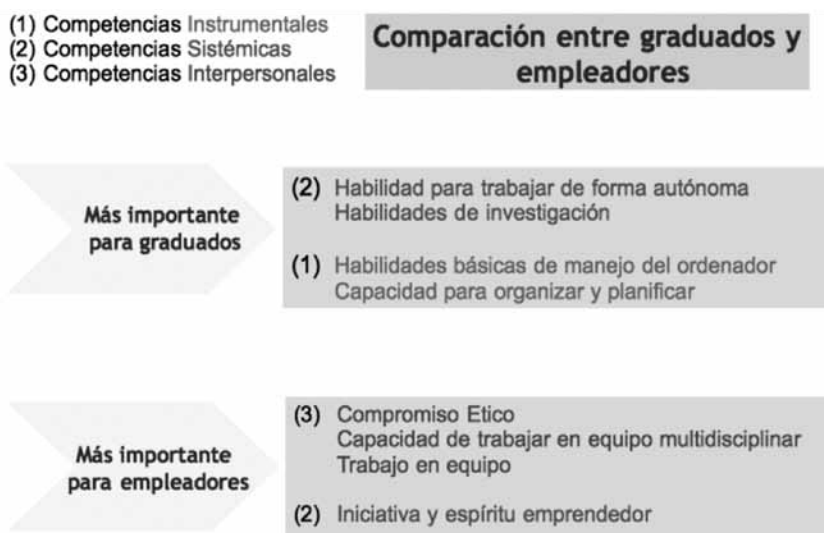 (1) Competencias Instrumentales
(2) Competencias Sistémicas
(3) Competencias Interpersonales
Comparación entre graduados y
empleadores
Más importante
para graduados
(2) Habilidad para trabajar de forma autónoma
Habilidades de investigación
(1) Habilidades básicas de manejo del ordenador
Capacidad para organizar y planificar
Más importante
para empleadores
(3) Compromiso Etico
Capacidad de trabajar en equipo multidisciplinar
Trabajo en equipo
(2) Iniciativa y espíritu emprendedor